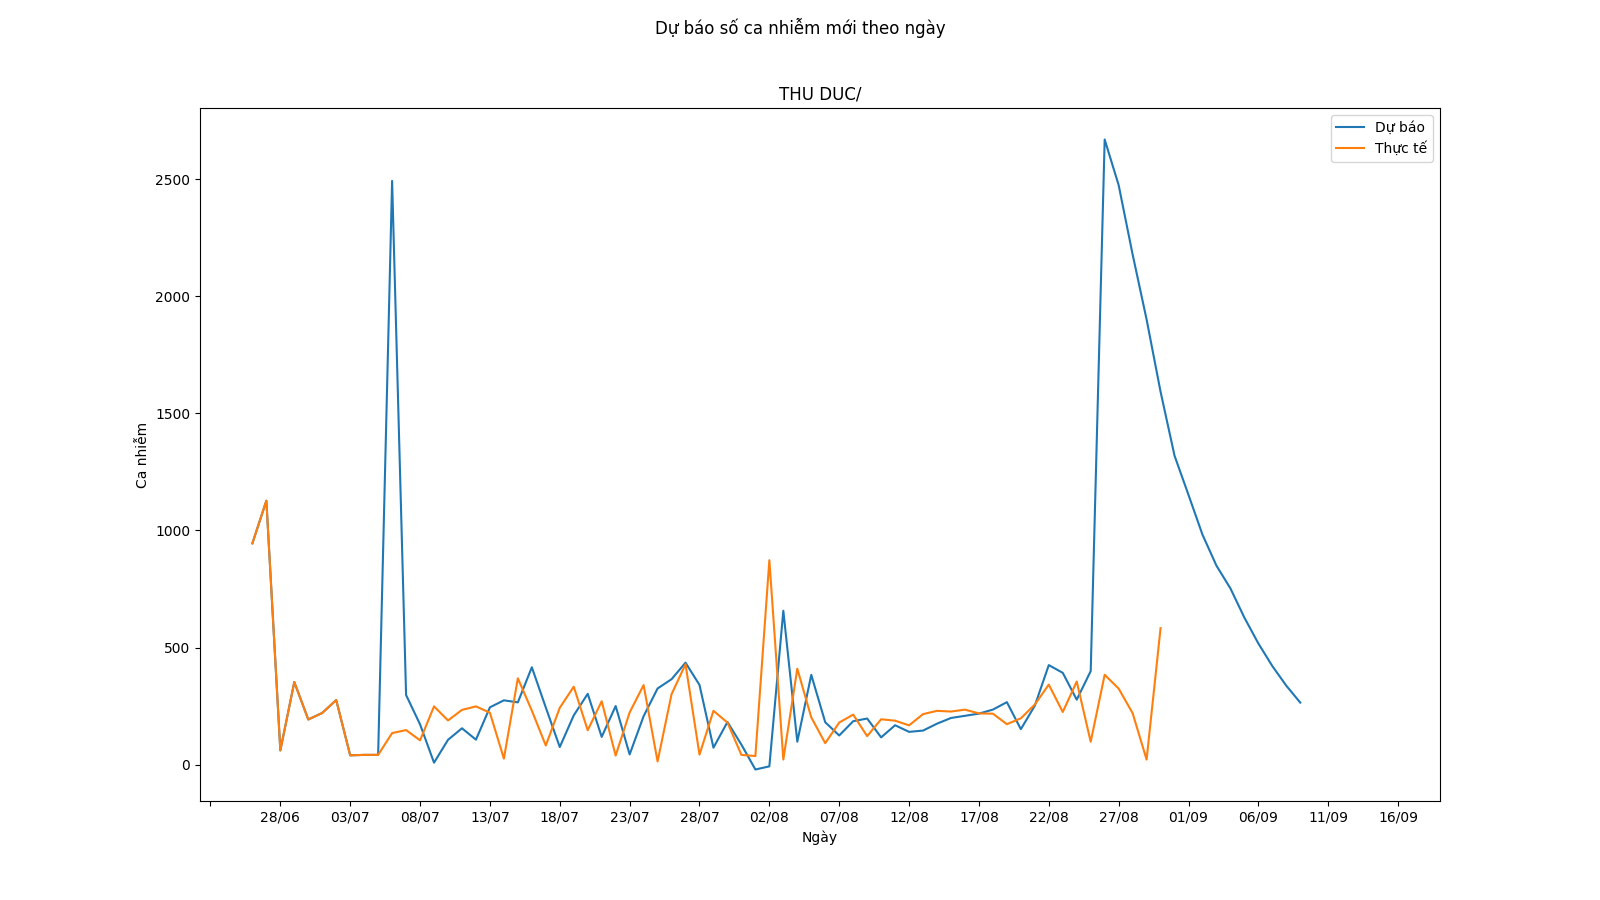 Dự báo số ca nhiễm mới theo ngày
THU DUC/
Dự báo
Thực tế
2500
2000
1500
1000
500
0
Ca nhiễm
28/06 03/07 08/07 13/07 18/07 23/07 28/07 02/08 07/08 12/08 17/08 22/08 27/08 01/09 06/09 11/09 16/09
Ngày